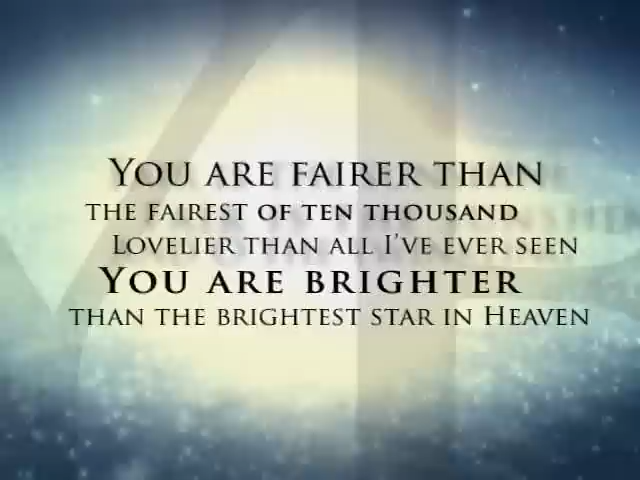 You are fairer than
the fairest of ten thousand
Lovelier than all I've ever seen
You are brighter
than the brightest star in Heaven